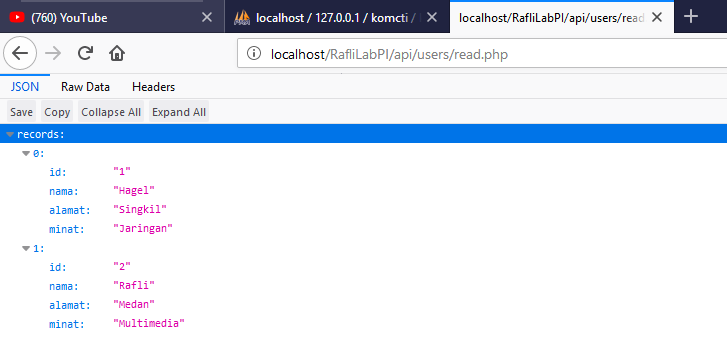 (760) YouTube
localhost / 127.0.0.1 / komcti /
localhost/RafliLabPI/api/users/read
localhost/RafliLabPI/api/users/read.php
JSON Raw Data Headers
Save Copy Collapse All Expand All
records:
0:
id: "1"
nama: "Hagel"
alamat: "Singkil"
minat: "Jaringan"
1:
id: "2"
nama: "Rafli"
alamat: "Medan"
minat: "Multimedia"